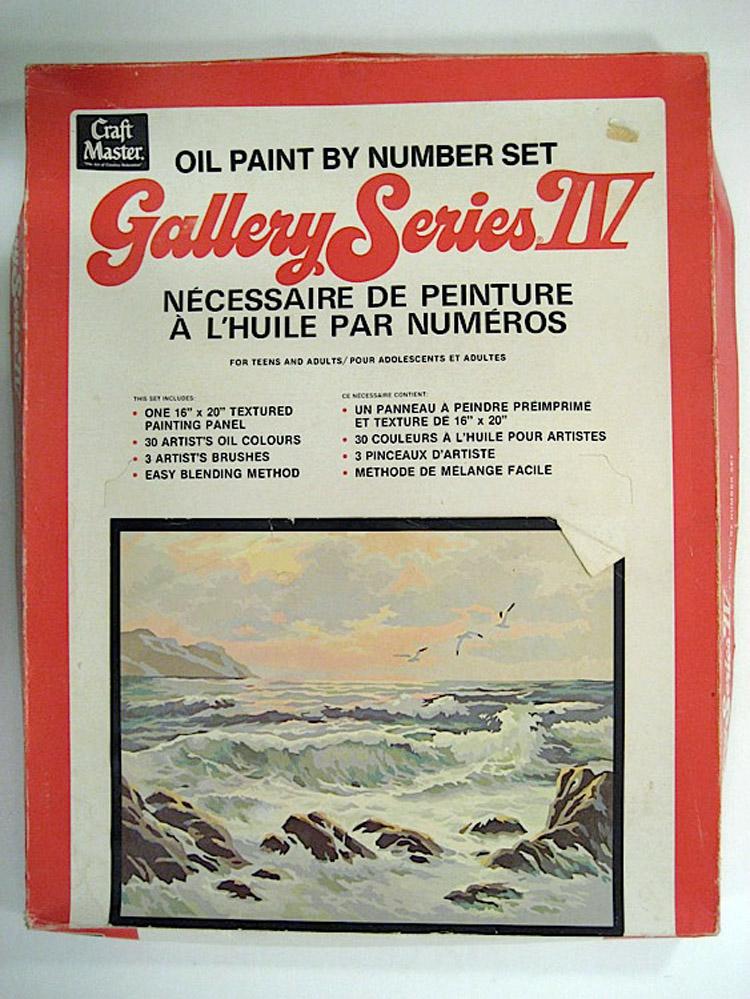 Craft
Master.
OIL PAINT BY NUMBER SET
Gallery Series IV
NÉCESSAIRE DE PEINTURE
À L'HUILE PAR NUMÉROS
FOR TEENS AND ADULTS/POUR ADOLESCENTS ET ADULTES
THIS SET INCLUDES:
• ONE 16" x 20" TEXTURED
PAINTING PANEL
• 30 ARTIST'S OIL COLOURS
• 3 ARTIST'S BRUSHES
• EASY BLENDING METHOD
CE NÉCESSAIRE CONTIENT:
• UN PANNEAU À PEINDRE PRÉIMPRIMÉ
ET TEXTURE DE 16" x 20"
• 30 COULEURS À L'HUILE POUR ARTISTES
• 3 PINCEAUX D'ARTISTE
• MÉTHODE DE MÉLANGE FACILE